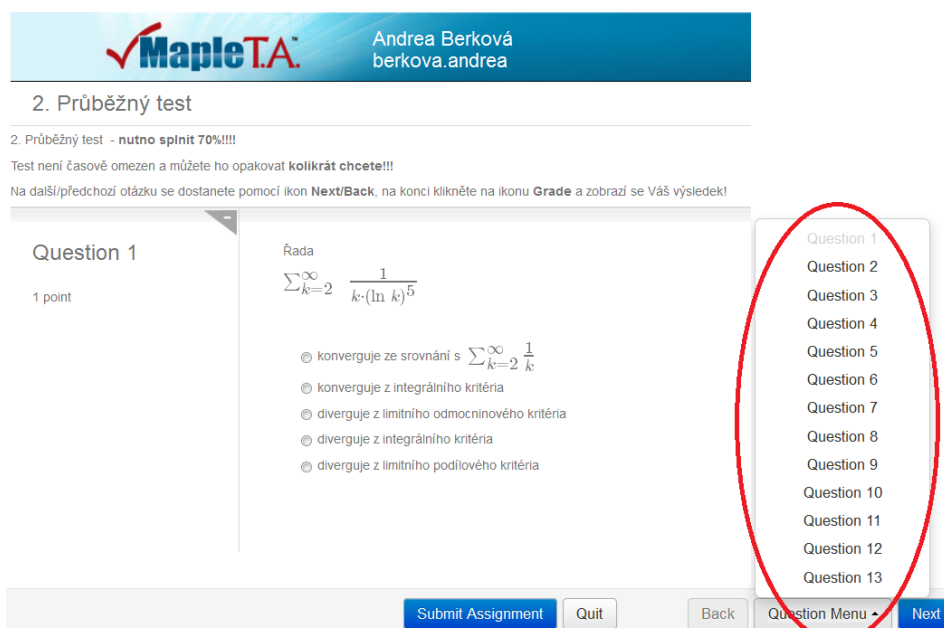 MapleT.A.™
Andrea Berková
berkova.andrea
2. Průběžný test
2. Průběžný test - nutno splnit 70%!!!!
Test není časově omezen a můžete ho opakovat kolikrát chcete!!!
Na další/předchozí otázku se dostanete pomocí ikon Next/Back, na konci klikněte na ikonu Grade a zobrazí se Váš výsledek!
Question 1
1 point
Řada
∑_{k=2}^{∞} 1/(k·(ln k)^5)
konverguje ze srovnání s ∑_{k=2}^{∞} 1/k
konverguje z integrálního kritéria
diverguje z limitního odmocninového kritéria
diverguje z integrálního kritéria
diverguje z limitního podílového kritéria
Question 1
Question 2
Question 3
Question 4
Question 5
Question 6
Question 7
Question 8
Question 9
Question 10
Question 11
Question 12
Question 13
Submit Assignment
Quit
Back
Question Menu
Next